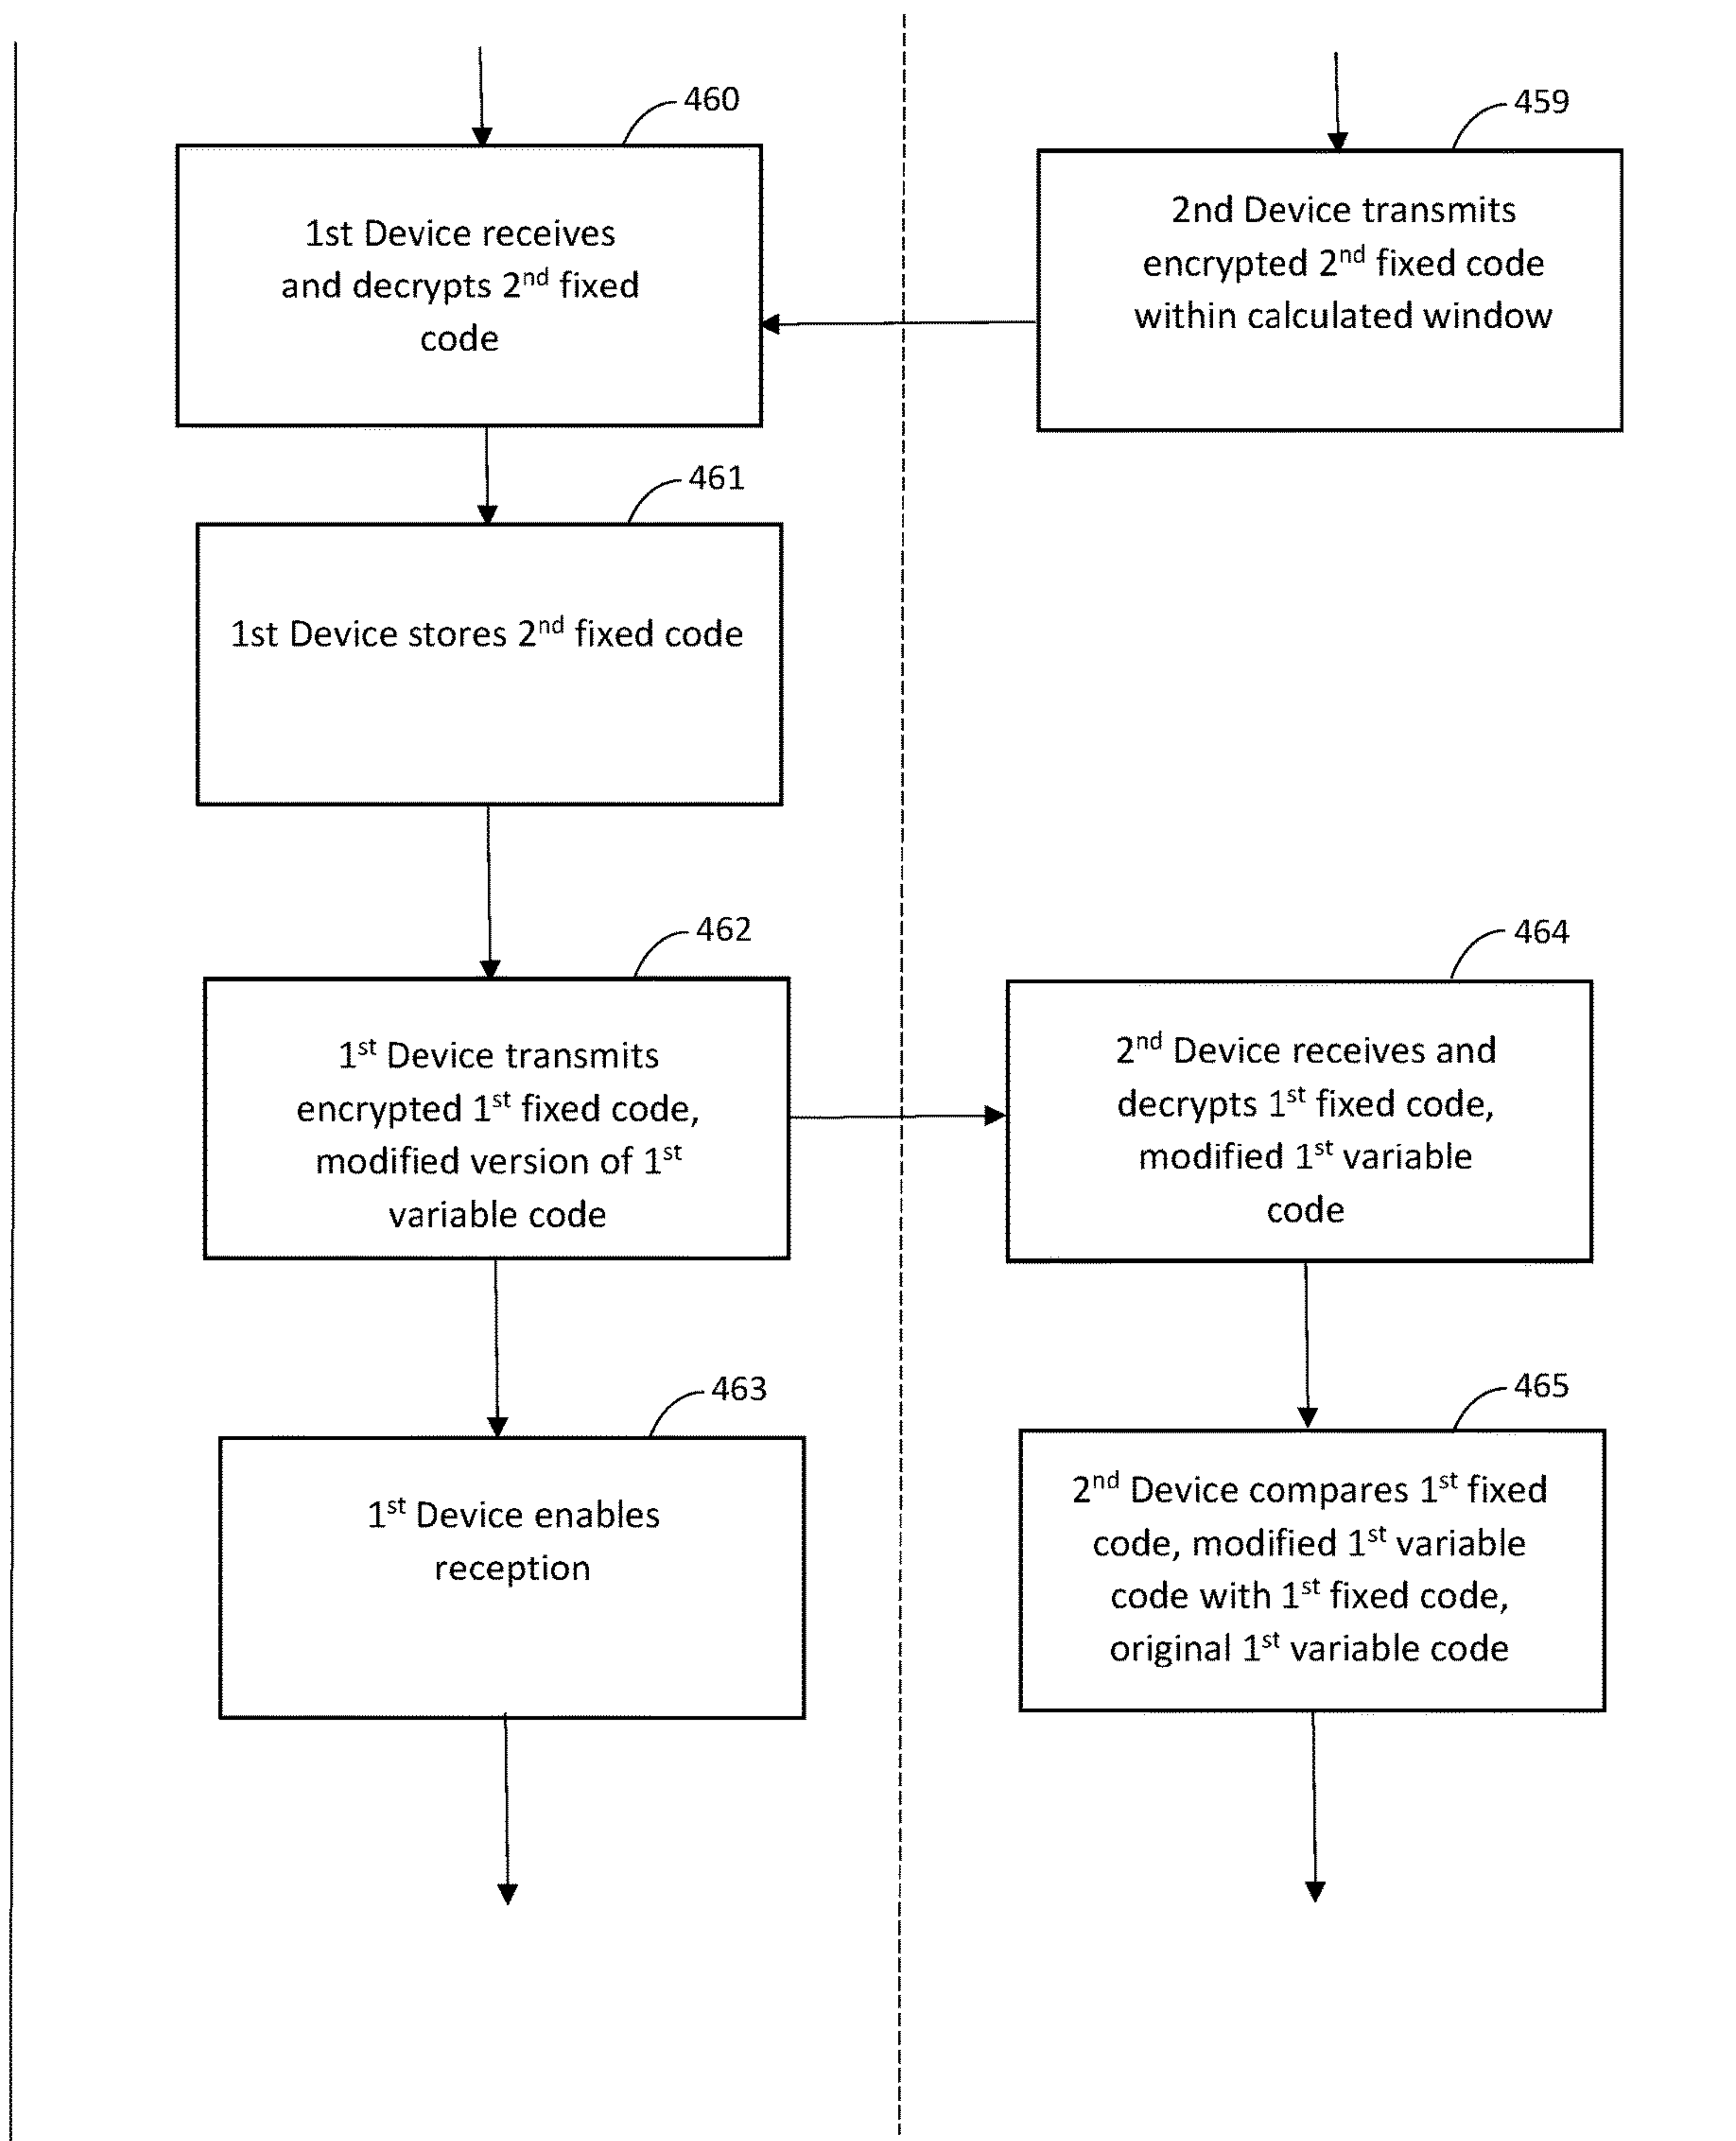 460
1st Device receives
and decrypts 2nd fixed
code
459
2nd Device transmits
encrypted 2nd fixed code
within calculated window
461
1st Device stores 2nd fixed code
462
1st Device transmits
encrypted 1st fixed code,
modified version of 1st
variable code
464
2nd Device receives and
decrypts 1st fixed code,
modified 1st variable
code
463
1st Device enables
reception
465
2nd Device compares 1st fixed
code, modified 1st variable
code with 1st fixed code,
original 1st variable code